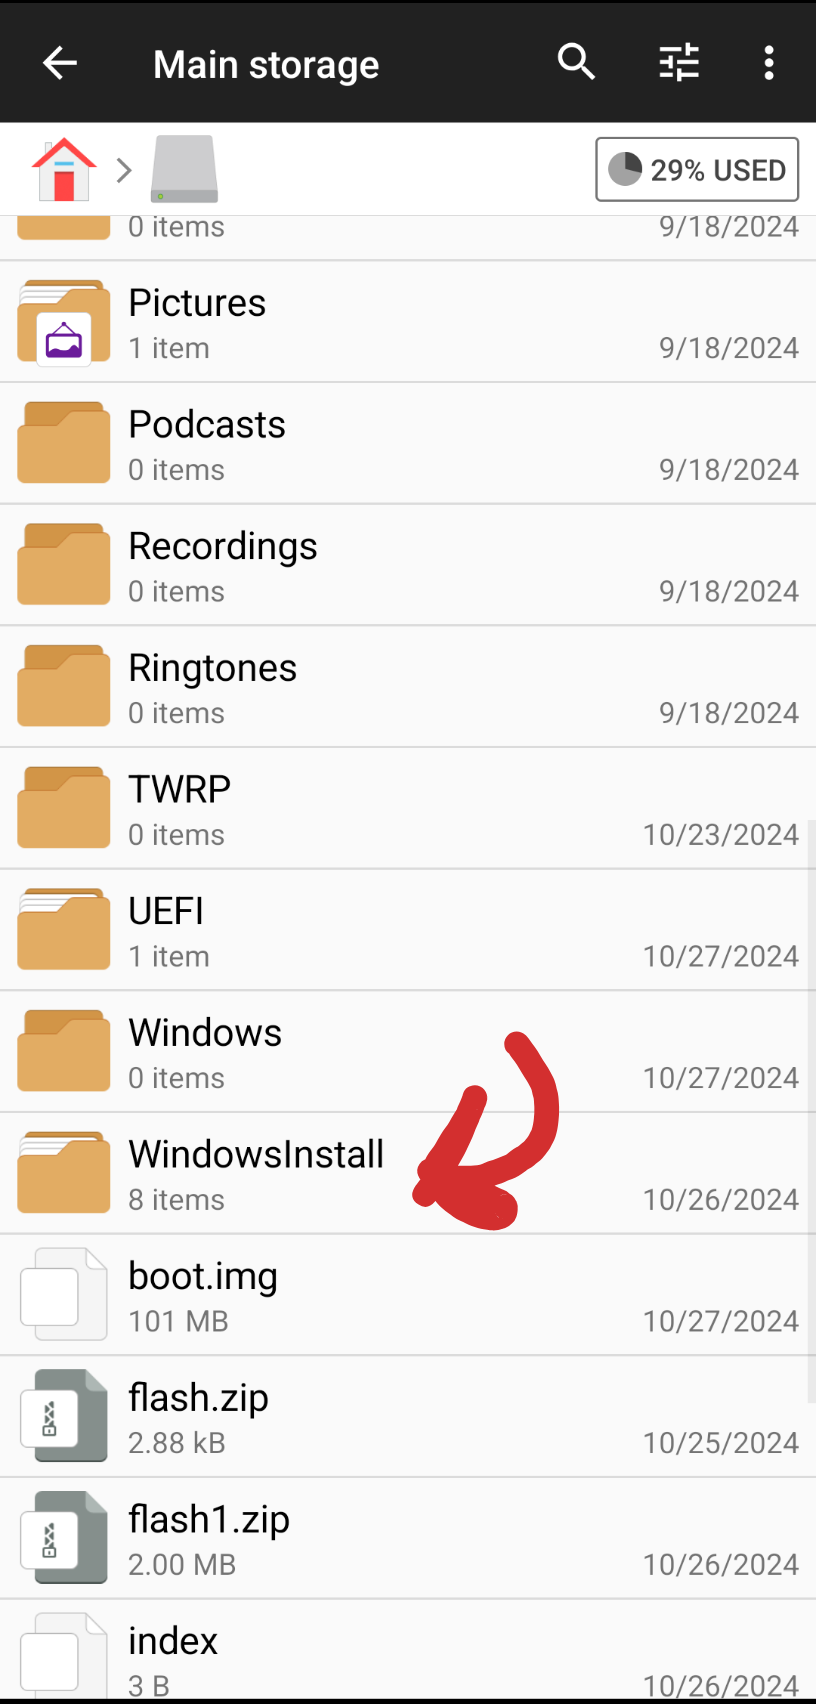 Main storage
29% USED
0 items 9/18/2024
Pictures
1 item 9/18/2024
Podcasts
0 items 9/18/2024
Recordings
0 items 9/18/2024
Ringtones
0 items 9/18/2024
TWRP
0 items 10/23/2024
UEFI
1 item 10/27/2024
Windows
0 items 10/27/2024
WindowsInstall
8 items 10/26/2024
boot.img
101 MB 10/27/2024
flash.zip
2.88 kB 10/25/2024
flash1.zip
2.00 MB 10/26/2024
index
3 B 10/26/2024